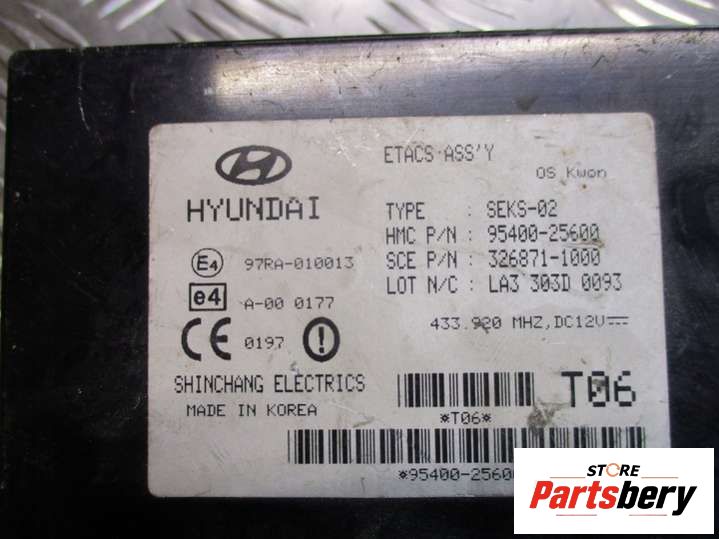 ETACS ASS'Y
OS Kwon
HYUNDAI
TYPE : SEKS-02
HMC P/N : 95400-25600
SCE P/N : 326871-1000
LOT N/C : LA3 303D 0093
E4 97RA-010013
e4 A-00 0177
433.920 MHZ,DC12V
CE 0197
SHINCHANG ELECTRICS
MADE IN KOREA
T06
*T06*
*95400-2560
STORE
Partsbery